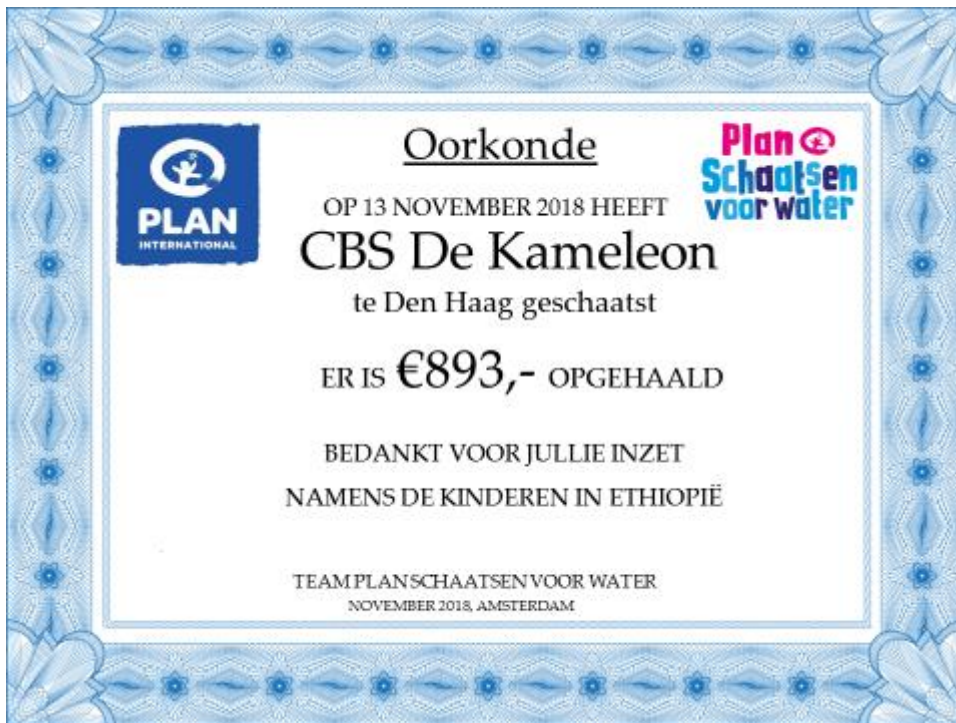 Oorkonde
PLAN
INTERNATIONAL
Plan
Schaatsen
voor water
OP 13 NOVEMBER 2018 HEEFT
CBS De Kameleon
te Den Haag geschaatst
ER IS €893,- OPGEHAALD
BEDANKT VOOR JULLIE INZET
NAMENS DE KINDEREN IN ETHIOPIË
TEAM PLAN SCHAATSEN VOOR WATER
NOVEMBER 2018, AMSTERDAM